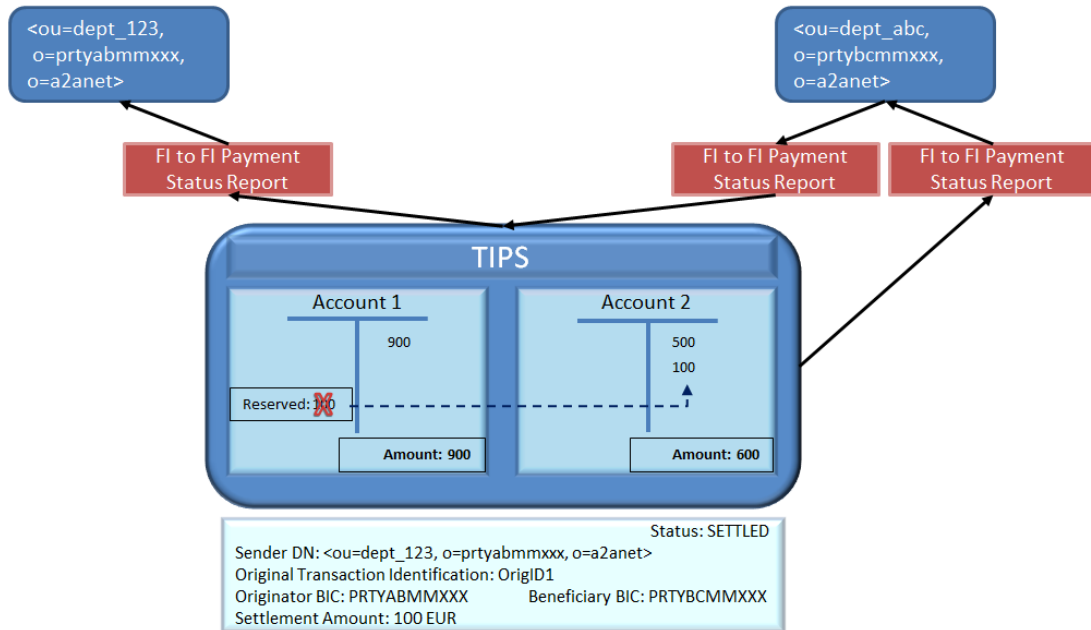 <ou=dept_123,
o=prtyabmmxxx,
o=a2anet>
<ou=dept_abc,
o=prtybcmmxxx,
o=a2anet>
FI to FI Payment
Status Report
FI to FI Payment
Status Report
FI to FI Payment
Status Report
TIPS
Account 1
900
Reserved: 100
Amount: 900
Account 2
500
100
Amount: 600
Status: SETTLED
Sender DN: <ou=dept_123, o=prtyabmmxxx, o=a2anet>
Original Transaction Identification: OrigID1
Originator BIC: PRTYABMMXXX Beneficiary BIC: PRTYBCMMXXX
Settlement Amount: 100 EUR